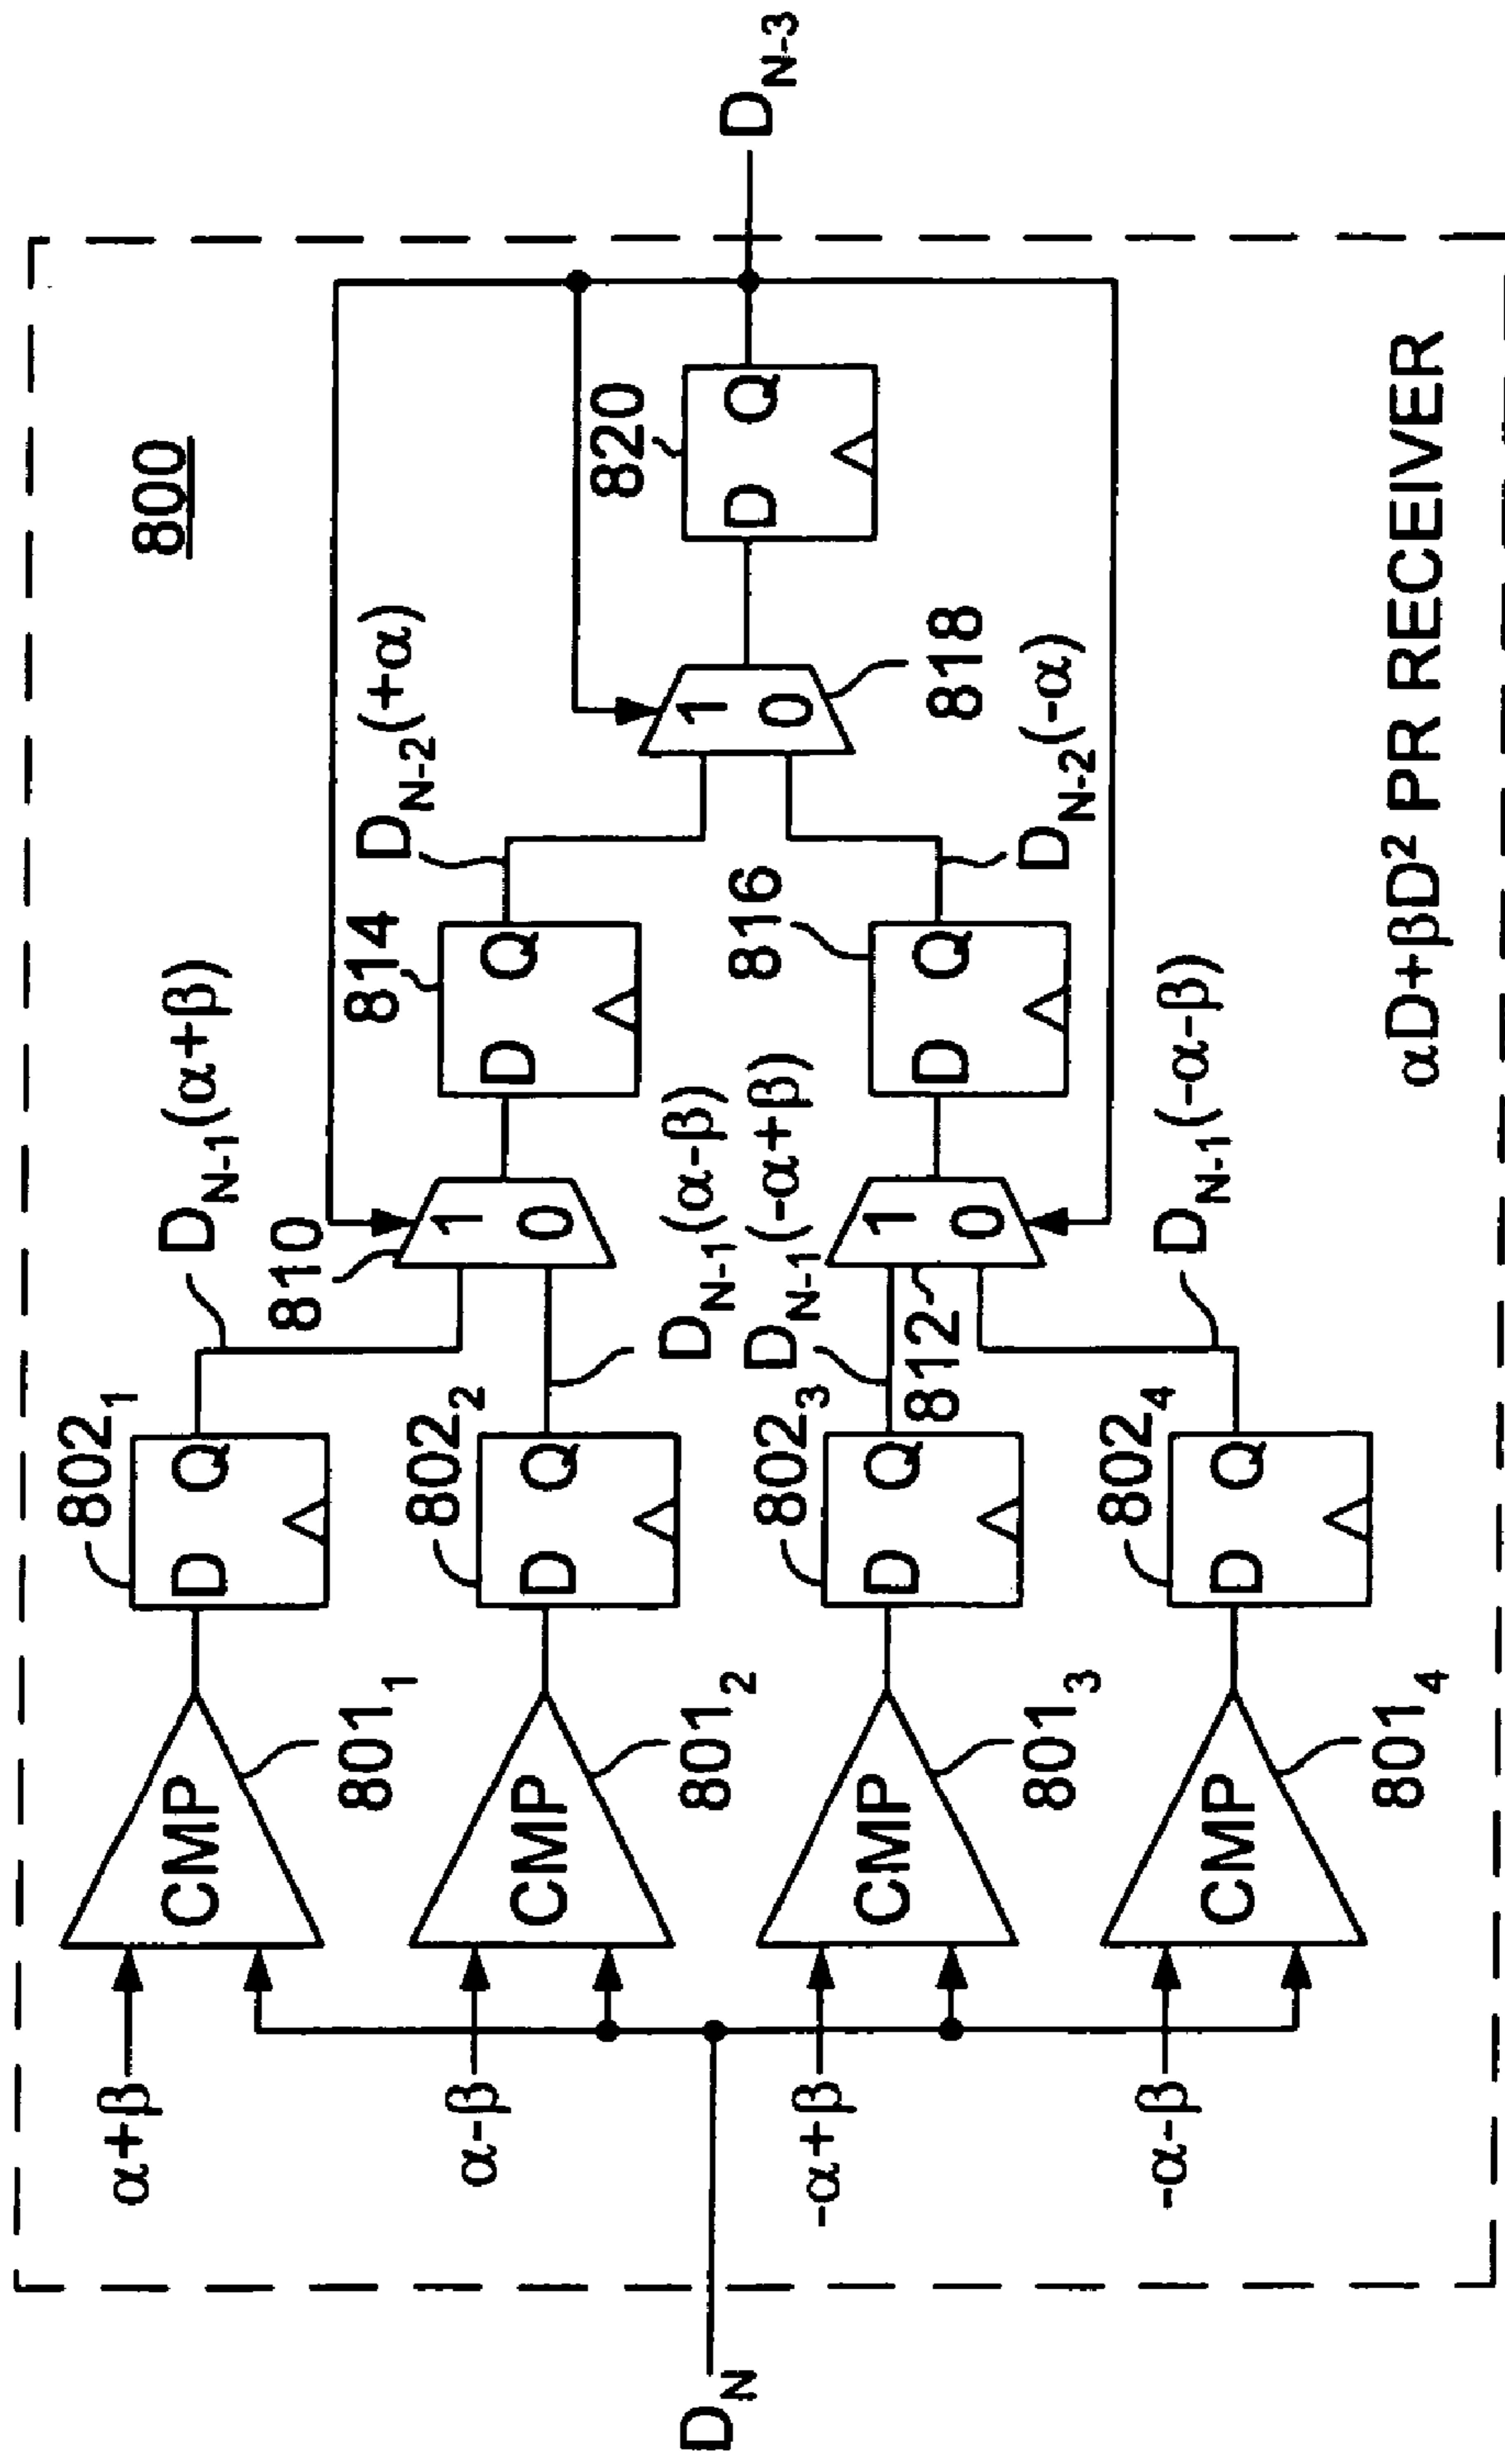 800
D_N
α+β
α-β
-α+β
-α-β
CMP
801₁
CMP
801₂
CMP
801₃
CMP
801₄
802₁
D Q
802₂
D Q
802₃
D Q
802₄
D Q
D_{N-1}(α+β)
D_{N-1}(α-β)
D_{N-1}(-α+β)
D_{N-1}(-α-β)
810
1
0
812
1
0
814
D Q
816
D Q
D_{N-2}(+α)
D_{N-2}(-α)
1
0
818
820
D Q
D_{N-3}
αD+βD² PR RECEIVER